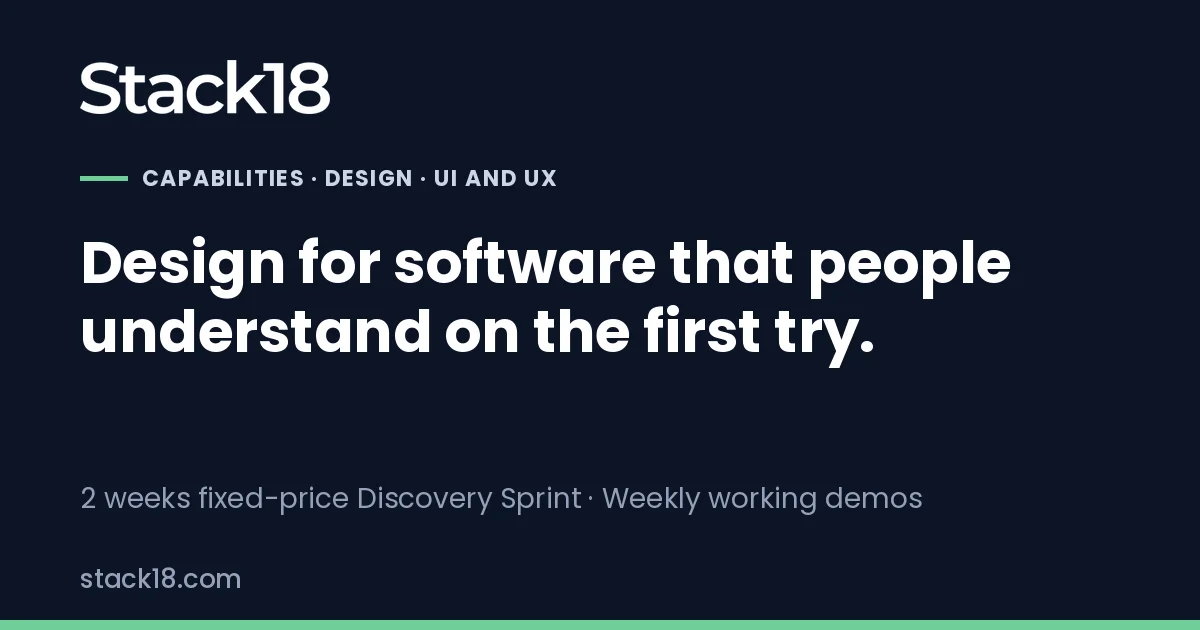 Stack18
CAPABILITIES · DESIGN · UI AND UX
Design for software that people
understand on the first try.
2 weeks fixed-price Discovery Sprint · Weekly working demos
stack18.com